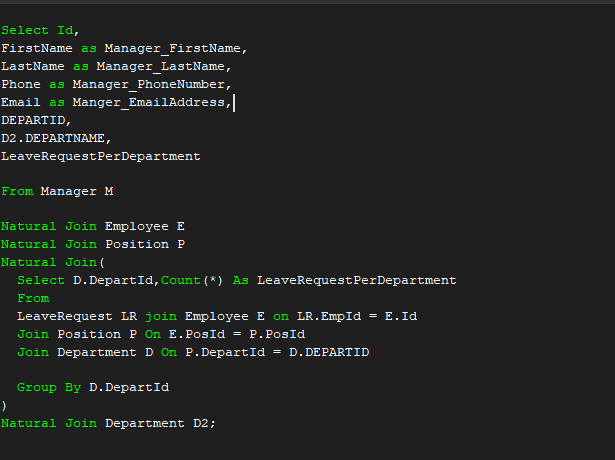 Select Id,
FirstName as Manager_FirstName,
LastName as Manager_LastName,
Phone as Manager_PhoneNumber,
Email as Manger_EmailAddress,
DEPARTID,
D2.DEPARTNAME,
LeaveRequestPerDepartment
From Manager M
Natural Join Employee E
Natural Join Position P
Natural Join(
Select D.DepartId,Count(*) As LeaveRequestPerDepartment
From
LeaveRequest LR join Employee E on LR.EmpId = E.Id
Join Position P On E.PosId = P.PosId
Join Department D On P.DepartId = D.DEPARTID
Group By D.DepartId
)
Natural Join Department D2;